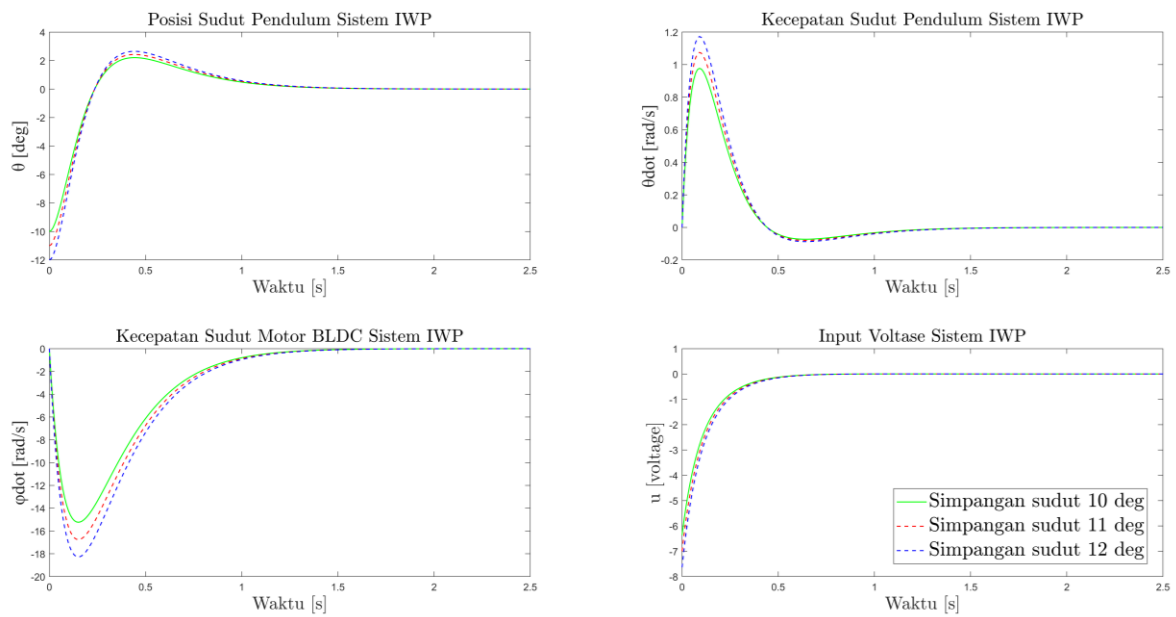 Posisi Sudut Pendulum Sistem IWP
4
2
0
-2
-4
-6
-8
-10
-12
θ [deg]
0 0.5 1 1.5 2 2.5
Waktu [s]
Kecepatan Sudut Pendulum Sistem IWP
1.2
1
0.8
0.6
0.4
0.2
0
-0.2
θdot [rad/s]
0 0.5 1 1.5 2 2.5
Waktu [s]
Kecepatan Sudut Motor BLDC Sistem IWP
0
-2
-4
-6
-8
-10
-12
-14
-16
-18
-20
φdot [rad/s]
0 0.5 1 1.5 2 2.5
Waktu [s]
Input Voltase Sistem IWP
1
0
-1
-2
-3
-4
-5
-6
-7
-8
u [voltage]
Simpangan sudut 10 deg
Simpangan sudut 11 deg
Simpangan sudut 12 deg
0 0.5 1 1.5 2 2.5
Waktu [s]